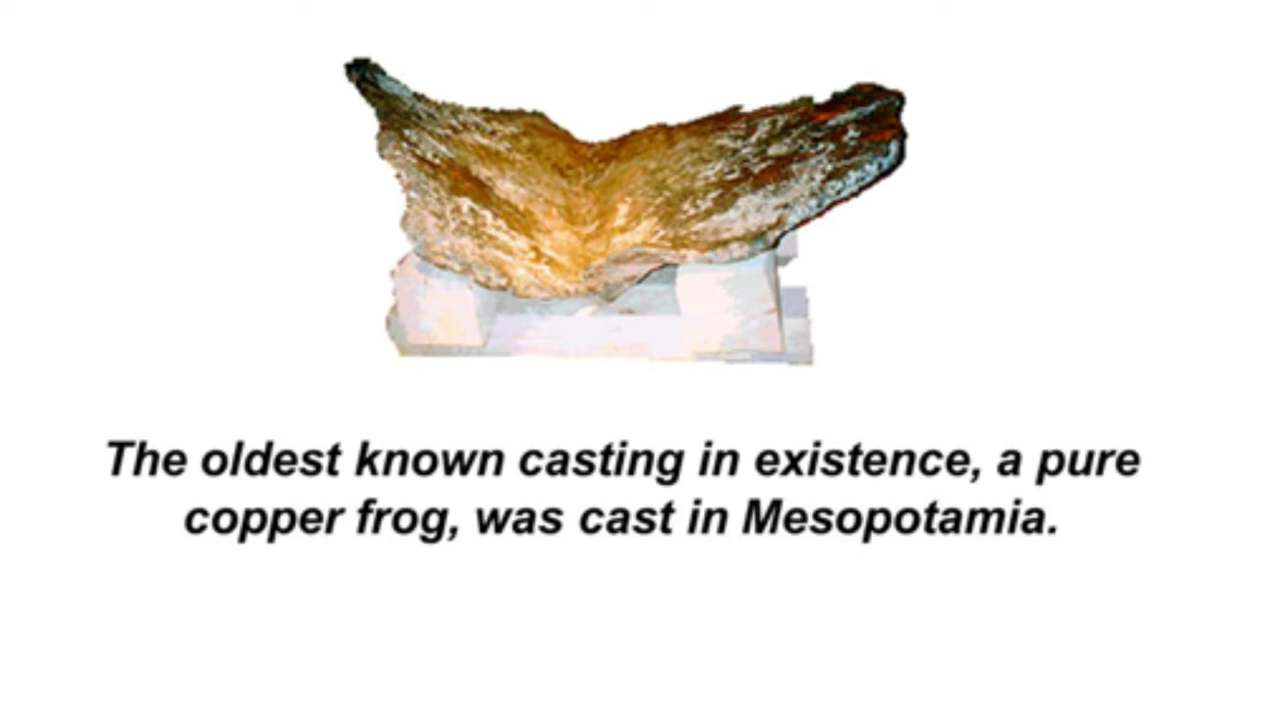 The oldest known casting in existence, a pure
copper frog, was cast in Mesopotamia.